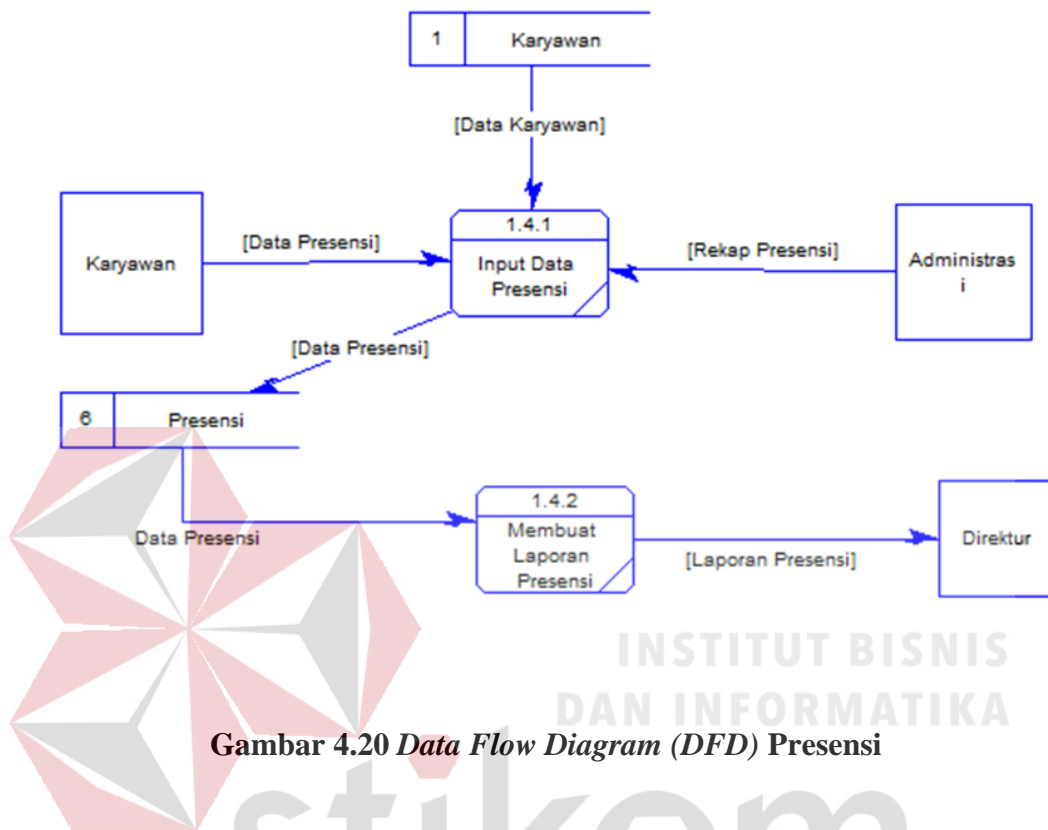 1 Karyawan
[Data Karyawan]
Karyawan
[Data Presensi]
1.4.1
Input Data
Presensi
[Rekap Presensi]
Administras
i
[Data Presensi]
6 Presensi
Data Presensi
1.4.2
Membuat
Laporan
Presensi
[Laporan Presensi]
Direktur
INSTITUT BISNIS
DAN INFORMATIKA
Gambar 4.20 Data Flow Diagram (DFD) Presensi
stikom